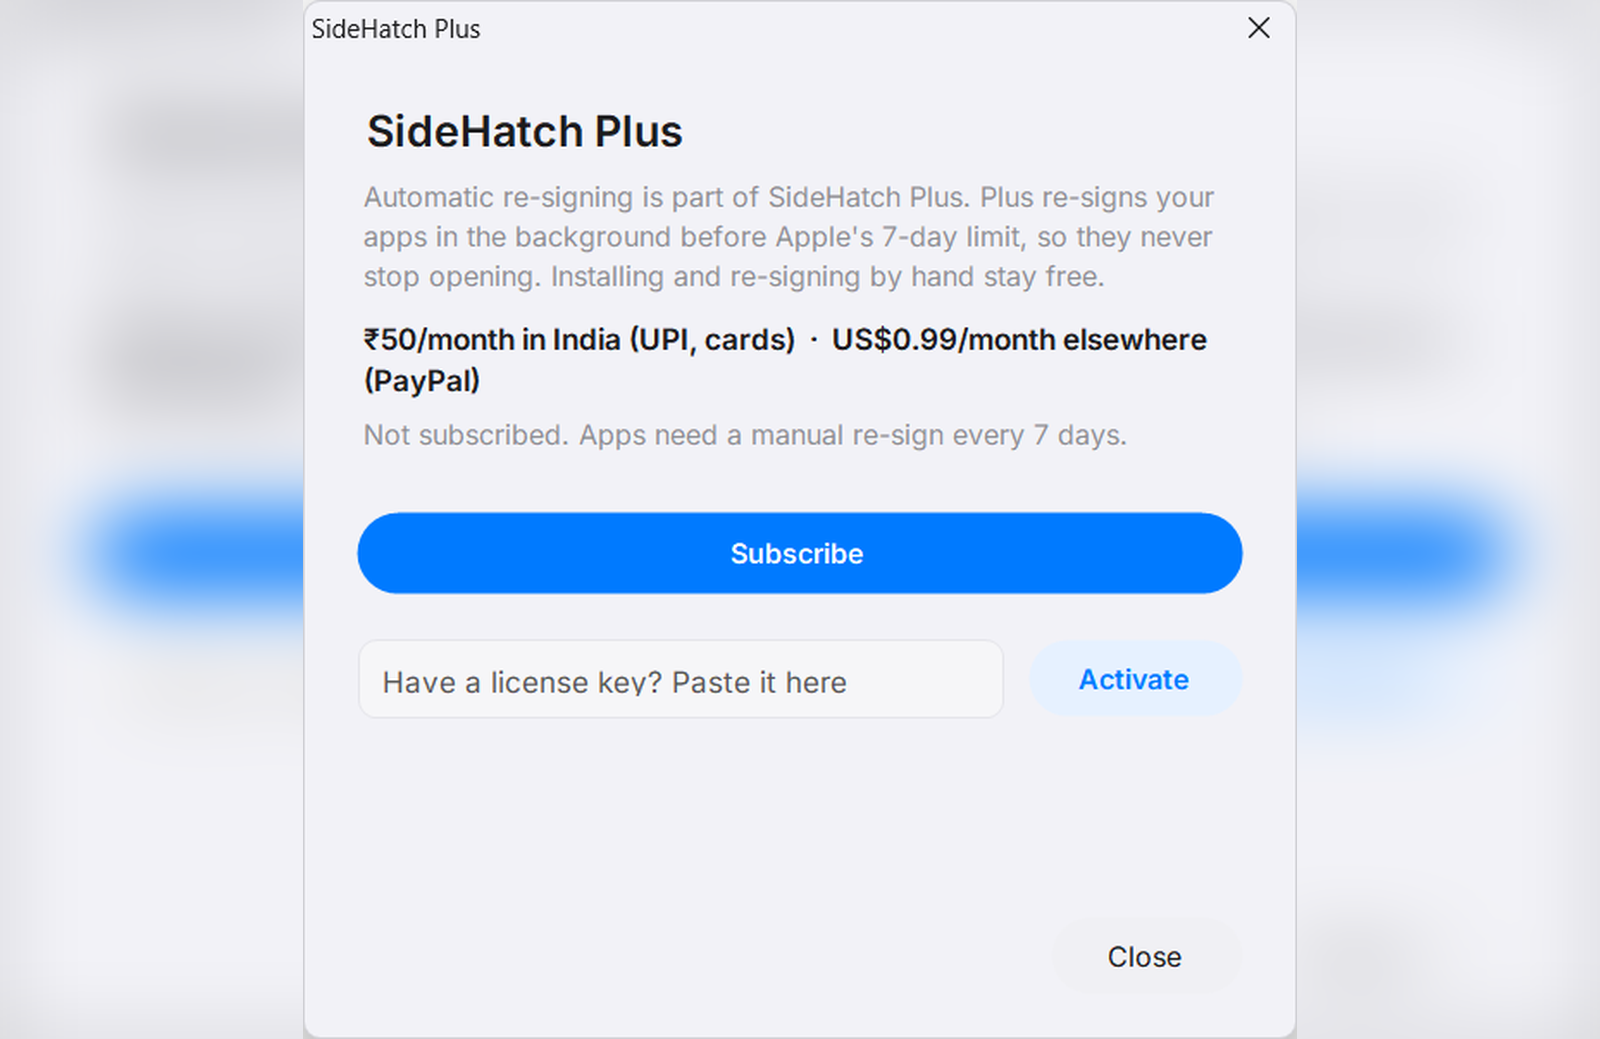 SideHatch Plus
SideHatch Plus
Automatic re-signing is part of SideHatch Plus. Plus re-signs your
apps in the background before Apple's 7-day limit, so they never
stop opening. Installing and re-signing by hand stay free.
₹50/month in India (UPI, cards) · US$0.99/month elsewhere
(PayPal)
Not subscribed. Apps need a manual re-sign every 7 days.
Subscribe
Have a license key? Paste it here
Activate
Close